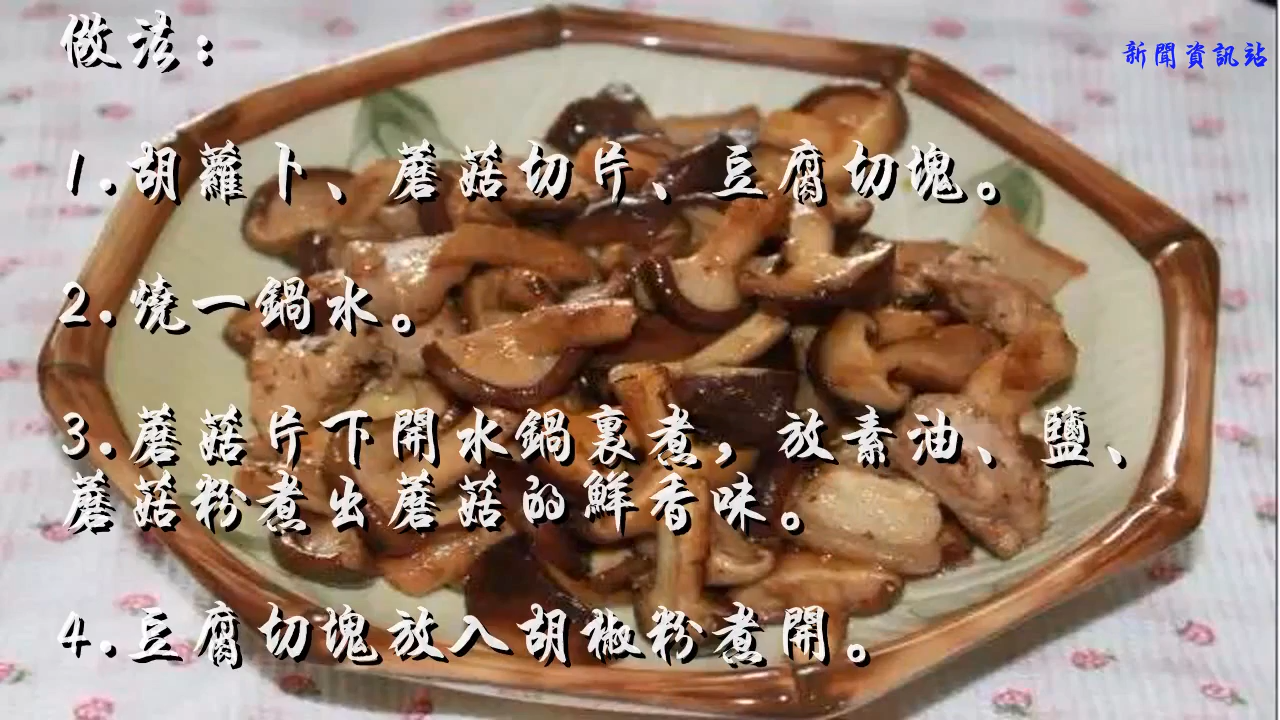 做法：
新聞資訊站
1.胡蘿卜、蘑菇切片、豆腐切塊。
2.燒一鍋水。
3.蘑菇片下開水鍋裏煮，放素油、鹽、
蘑菇粉煮出蘑菇的鮮香味。
4.豆腐切塊放入胡椒粉煮開。